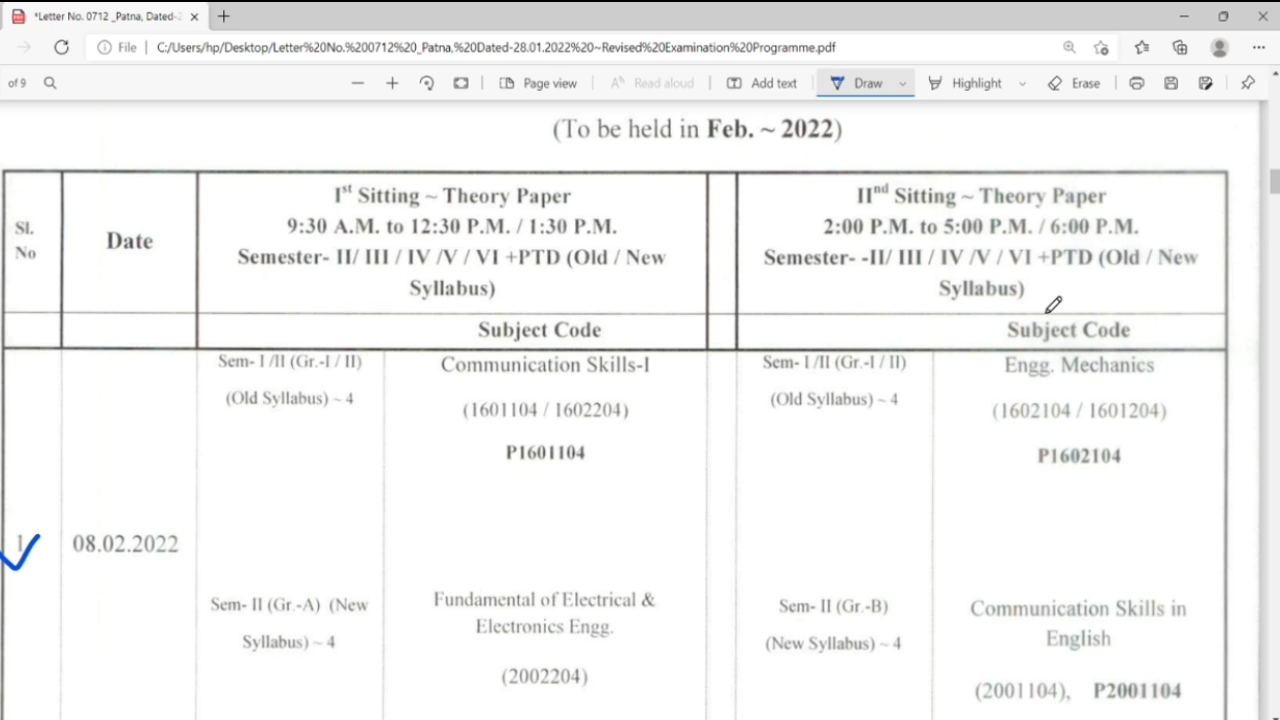 *Letter No. 0712 _Patna, Dated-2
File
C:/Users/hp/Desktop/Letter%20No.%200712%20_Patna,%20Dated-28.01.2022%20~Revised%20Examination%20Programme.pdf
of 9
Page view
Read aloud
Add text
Draw
Highlight
Erase
(To be held in Feb. ~ 2022)
Sl.
No
Date
Ist Sitting ~ Theory Paper
9:30 A.M. to 12:30 P.M. / 1:30 P.M.
Semester- II/ III / IV /V / VI +PTD (Old / New
Syllabus)
IInd Sitting ~ Theory Paper
2:00 P.M. to 5:00 P.M. / 6:00 P.M.
Semester- -II/ III / IV /V / VI +PTD (Old / New
Syllabus)
Subject Code
Subject Code
1
08.02.2022
Sem- I /II (Gr.-I / II)
(Old Syllabus) ~ 4
Communication Skills-I
(1601104 / 1602204)
P1601104
Sem- I /II (Gr.-I / II)
(Old Syllabus) ~ 4
Engg. Mechanics
(1602104 / 1601204)
P1602104
Sem- II (Gr.-A) (New
Syllabus) ~ 4
Fundamental of Electrical &
Electronics Engg.
(2002204)
Sem- II (Gr.-B)
(New Syllabus) ~ 4
Communication Skills in
English
(2001104), P2001104